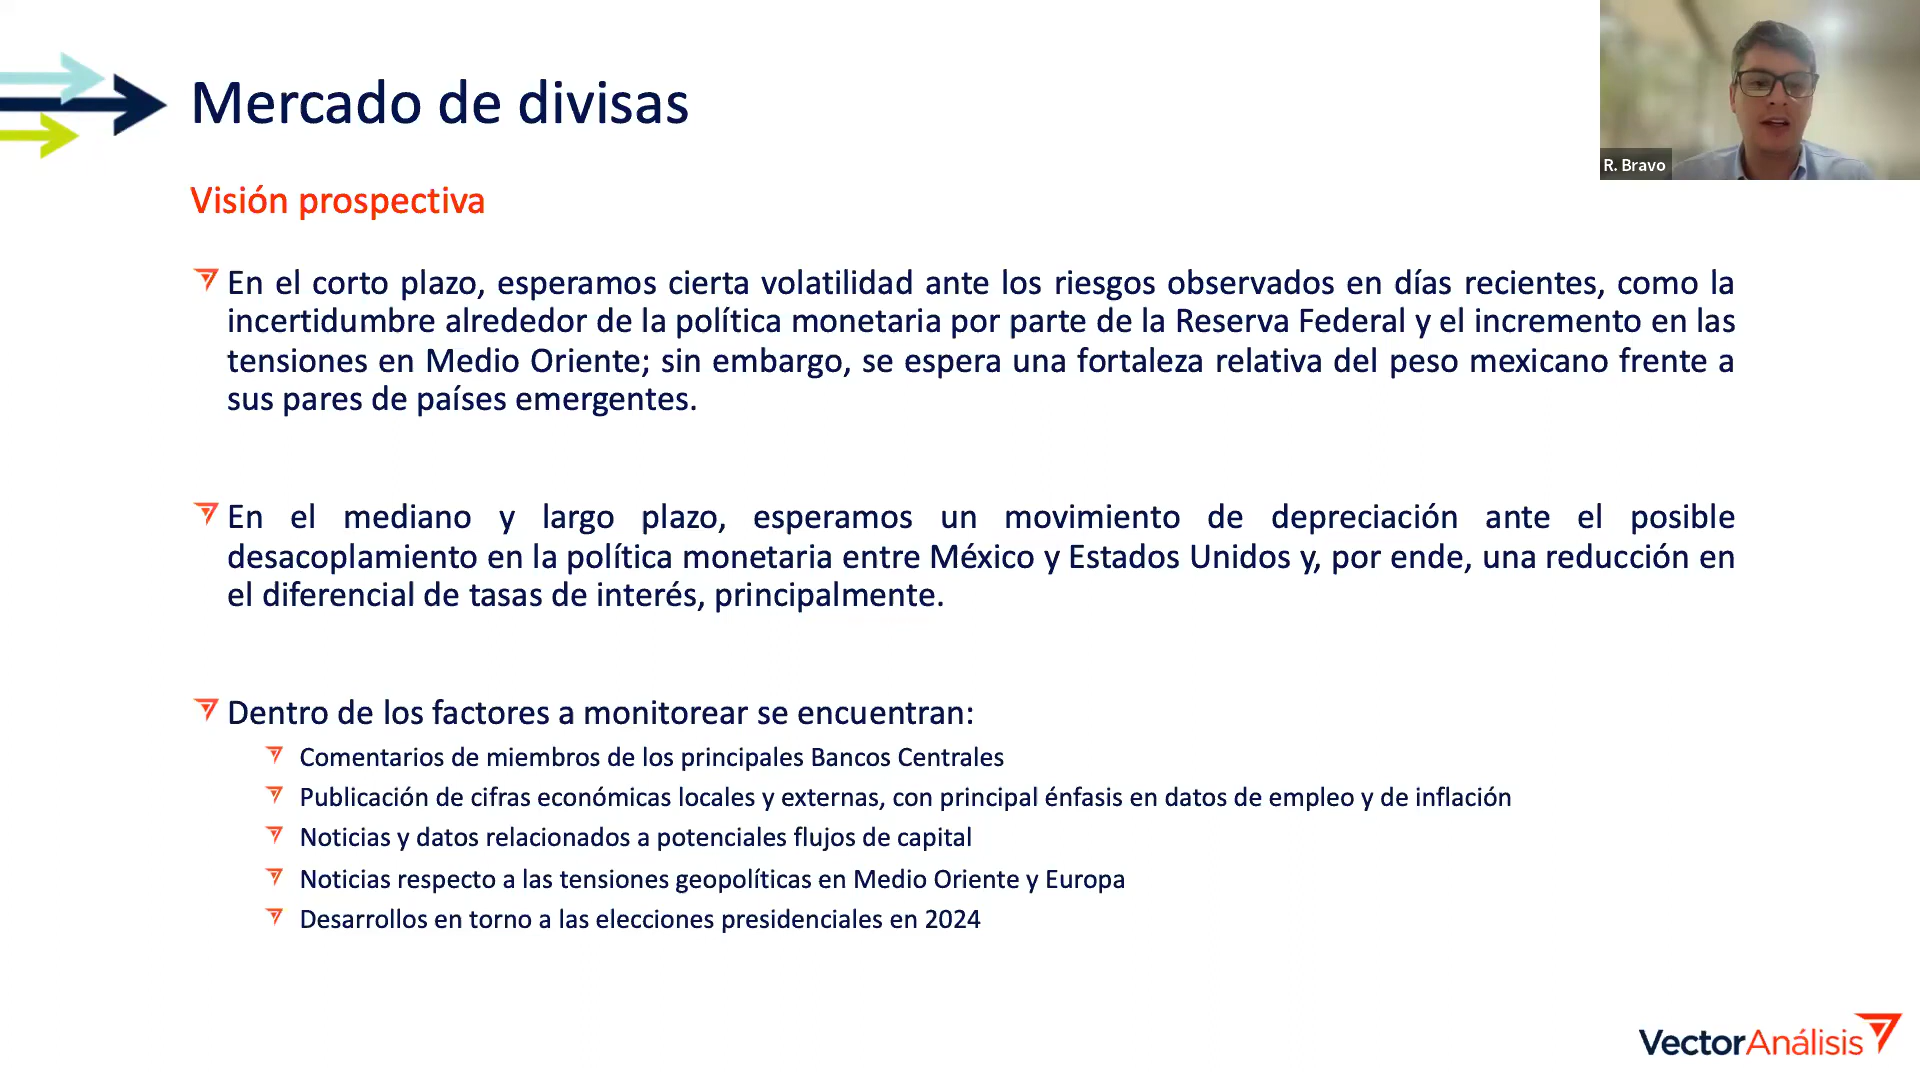 Mercado de divisas
R. Bravo
Visión prospectiva
En el corto plazo, esperamos cierta volatilidad ante los riesgos observados en días recientes, como la
incertidumbre alrededor de la política monetaria por parte de la Reserva Federal y el incremento en las
tensiones en Medio Oriente; sin embargo, se espera una fortaleza relativa del peso mexicano frente a
sus pares de países emergentes.
En el mediano y largo plazo, esperamos un movimiento de depreciación ante el posible
desacoplamiento en la política monetaria entre México y Estados Unidos y, por ende, una reducción en
el diferencial de tasas de interés, principalmente.
Dentro de los factores a monitorear se encuentran:
Comentarios de miembros de los principales Bancos Centrales
Publicación de cifras económicas locales y externas, con principal énfasis en datos de empleo y de inflación
Noticias y datos relacionados a potenciales flujos de capital
Noticias respecto a las tensiones geopolíticas en Medio Oriente y Europa
Desarrollos en torno a las elecciones presidenciales en 2024
VectorAnálisis